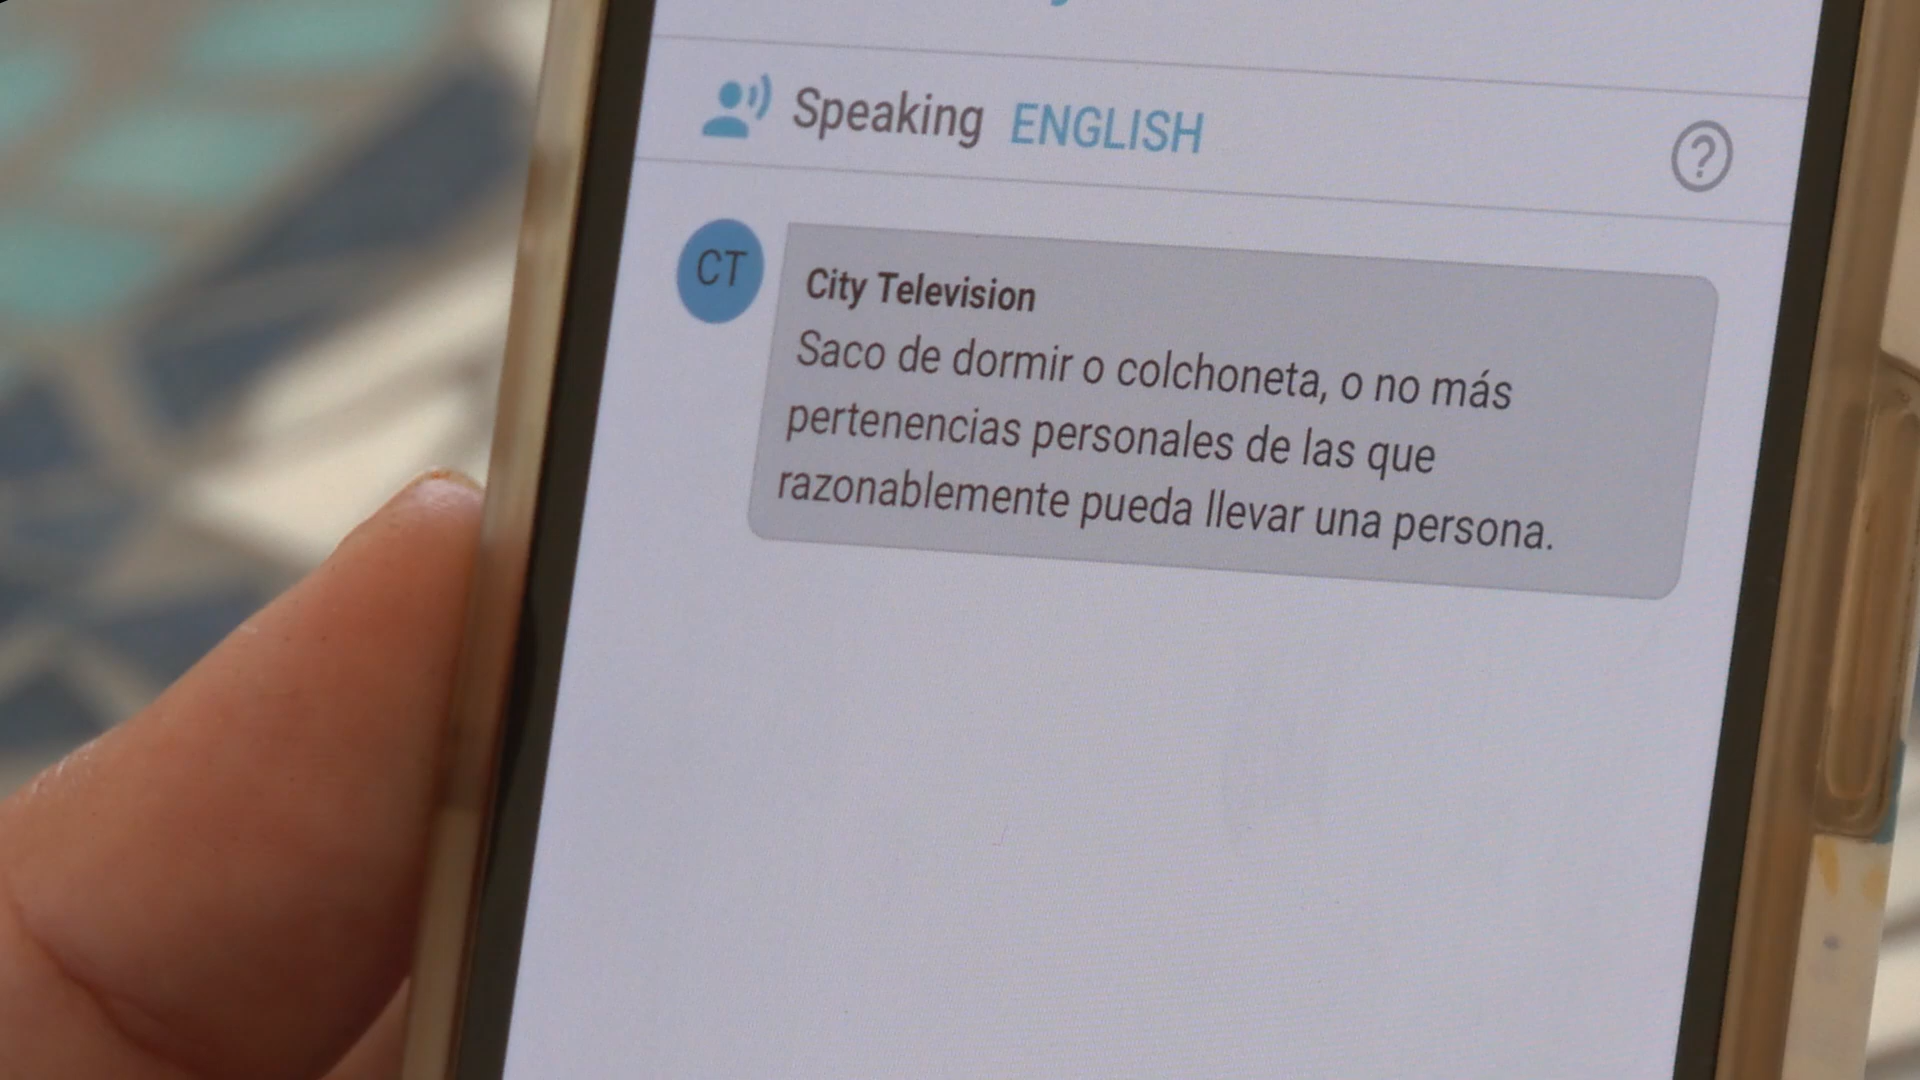 Speaking ENGLISH
?
CT
City Television
Saco de dormir o colchoneta, o no más
pertenencias personales de las que
razonablemente pueda llevar una persona.